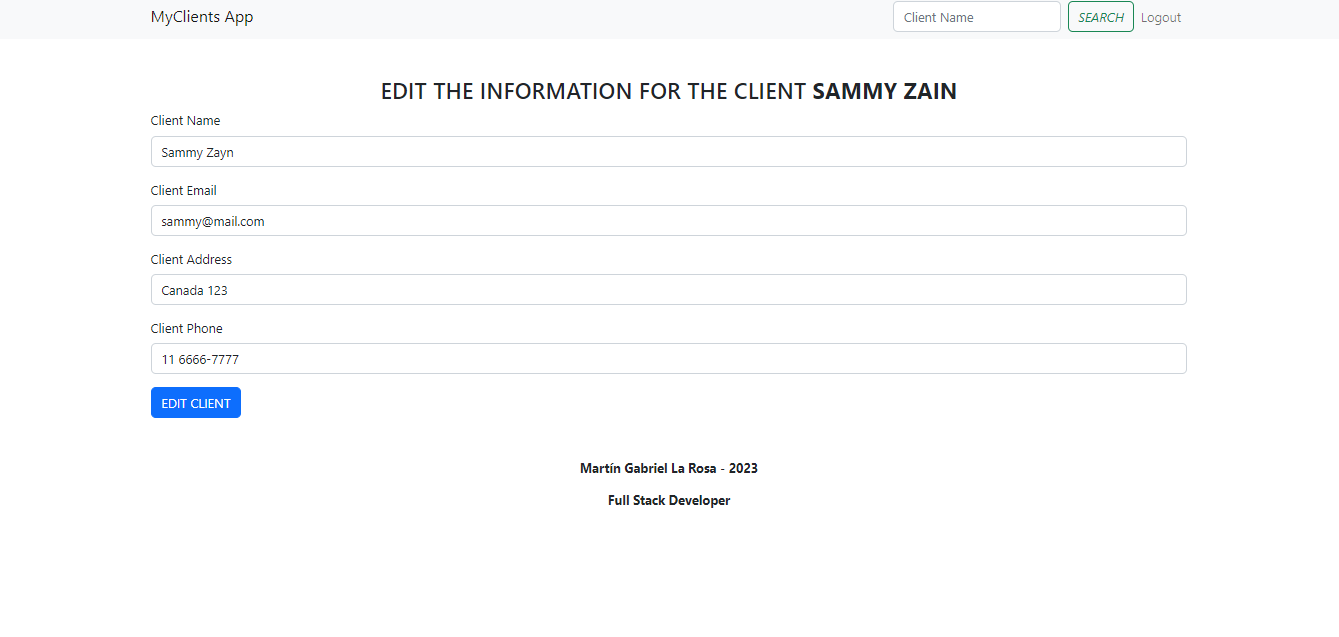 MyClients App Client Name SEARCH Logout
EDIT THE INFORMATION FOR THE CLIENT SAMMY ZAIN
Client Name
Sammy Zayn
Client Email
sammy@mail.com
Client Address
Canada 123
Client Phone
11 6666-7777
EDIT CLIENT
Martín Gabriel La Rosa - 2023
Full Stack Developer